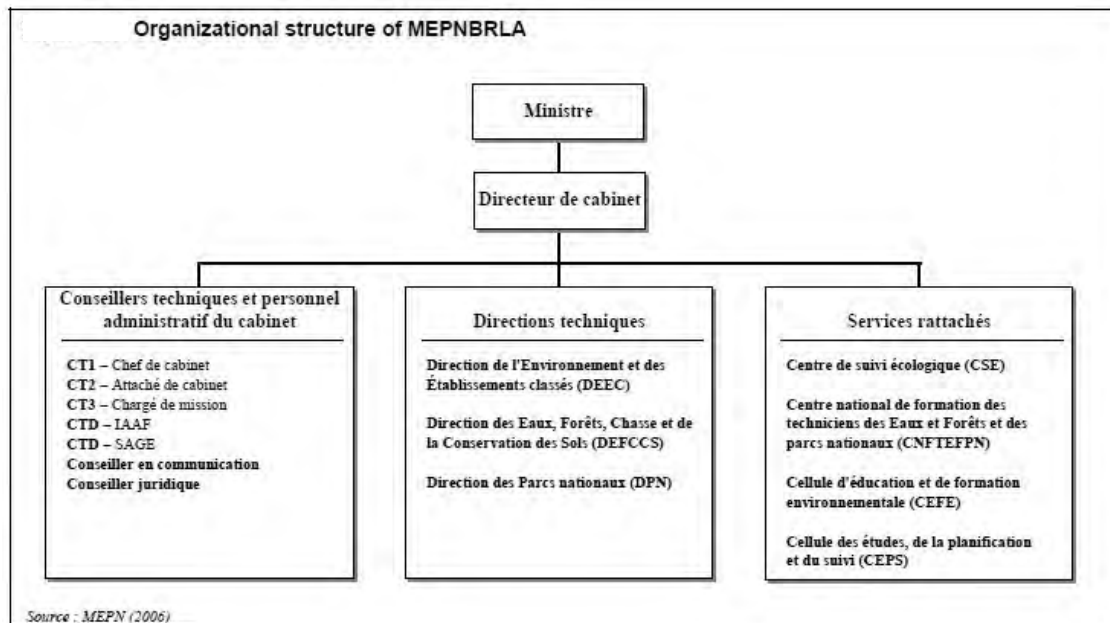 Organizational structure of MEPNBRLA
Ministre
Directeur de cabinet
Conseillers techniques et personnel
administratif du cabinet
CT1 – Chef de cabinet
CT2 – Attaché de cabinet
CT3 – Chargé de mission
CTD – IAAF
CTD – SAGE
Conseiller en communication
Conseiller juridique
Directions techniques
Direction de l'Environnement et des
Établissements classés (DEEC)
Direction des Eaux, Forêts, Chasse et de
la Conservation des Sols (DEFCCS)
Direction des Parcs nationaux (DPN)
Services rattachés
Centre de suivi écologique (CSE)
Centre national de formation des
techniciens des Eaux et Forêts et des
parcs nationaux (CNFTEFPN)
Cellule d'éducation et de formation
environnementale (CEFE)
Cellule des études, de la planification
et du suivi (CEPS)
Source : MEPN (2006)